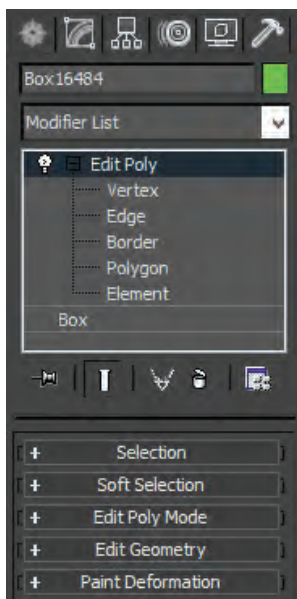 Box16484
Modifier List
Edit Poly
Vertex
Edge
Border
Polygon
Element
Box
+ Selection
+ Soft Selection
+ Edit Poly Mode
+ Edit Geometry
+ Paint Deformation